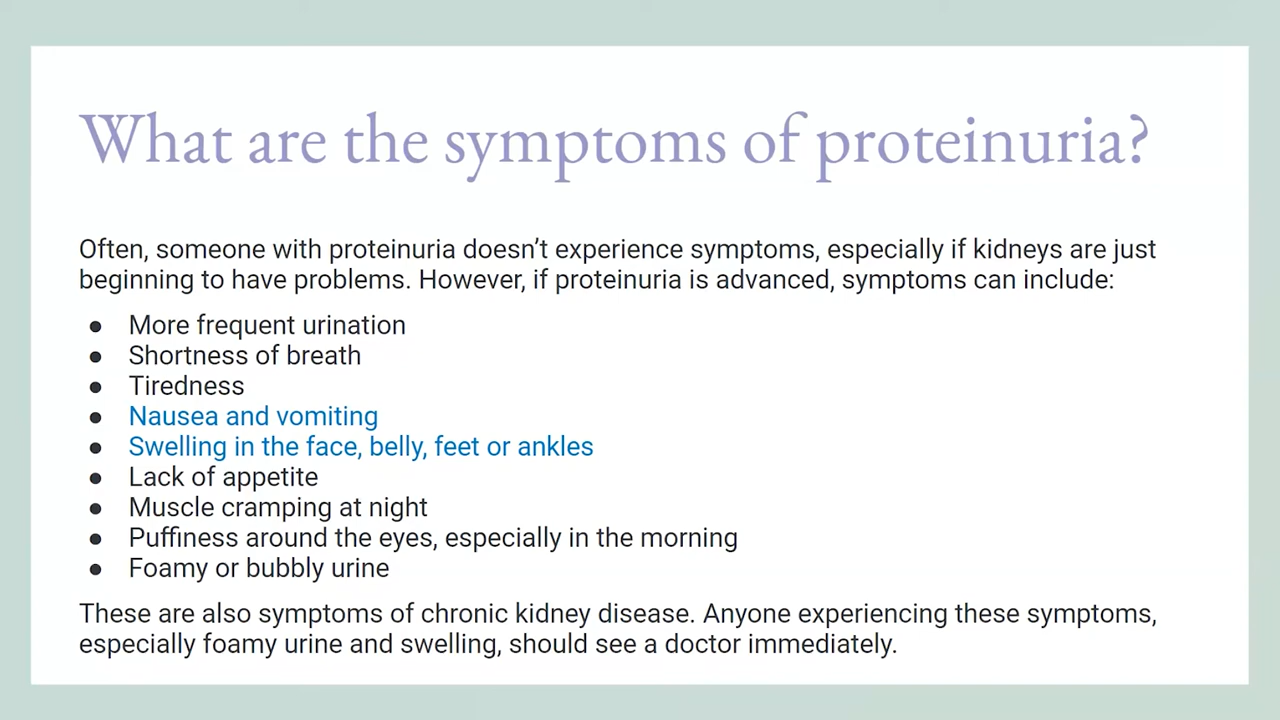 What are the symptoms of proteinuria?
Often, someone with proteinuria doesn’t experience symptoms, especially if kidneys are just
beginning to have problems. However, if proteinuria is advanced, symptoms can include:
● More frequent urination
● Shortness of breath
● Tiredness
● Nausea and vomiting
● Swelling in the face, belly, feet or ankles
● Lack of appetite
● Muscle cramping at night
● Puffiness around the eyes, especially in the morning
● Foamy or bubbly urine
These are also symptoms of chronic kidney disease. Anyone experiencing these symptoms,
especially foamy urine and swelling, should see a doctor immediately.